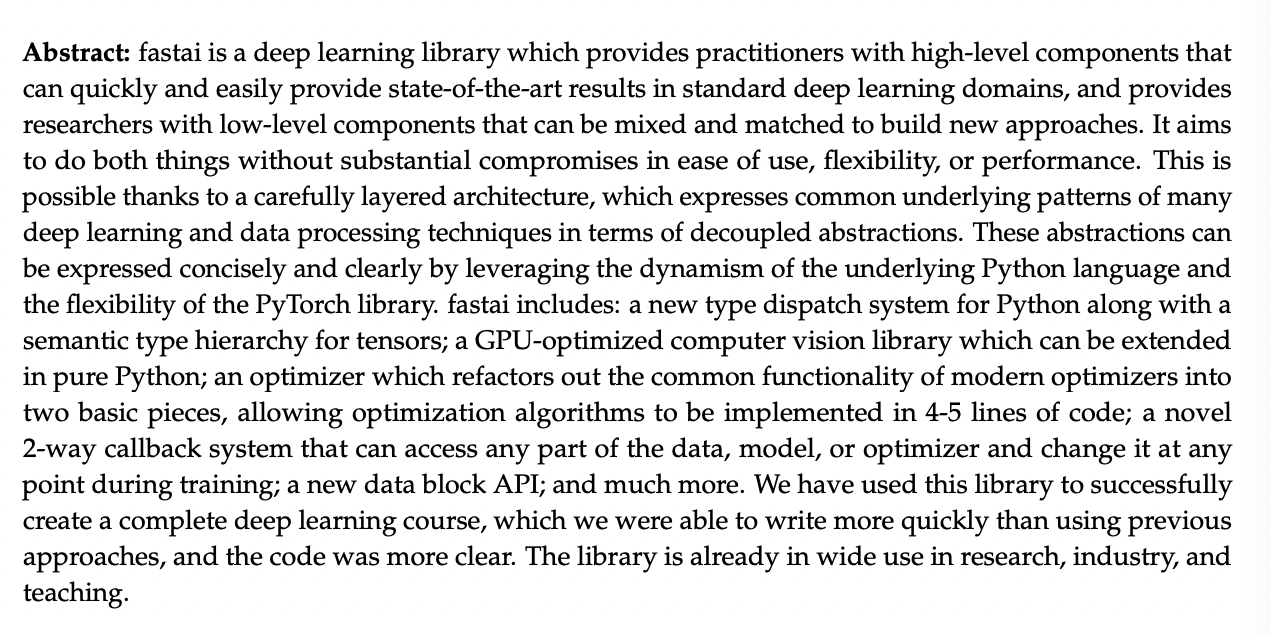 Abstract: fastai is a deep learning library which provides practitioners with high-level components that
can quickly and easily provide state-of-the-art results in standard deep learning domains, and provides
researchers with low-level components that can be mixed and matched to build new approaches. It aims
to do both things without substantial compromises in ease of use, flexibility, or performance. This is
possible thanks to a carefully layered architecture, which expresses common underlying patterns of many
deep learning and data processing techniques in terms of decoupled abstractions. These abstractions can
be expressed concisely and clearly by leveraging the dynamism of the underlying Python language and
the flexibility of the PyTorch library. fastai includes: a new type dispatch system for Python along with a
semantic type hierarchy for tensors; a GPU-optimized computer vision library which can be extended
in pure Python; an optimizer which refactors out the common functionality of modern optimizers into
two basic pieces, allowing optimization algorithms to be implemented in 4-5 lines of code; a novel
2-way callback system that can access any part of the data, model, or optimizer and change it at any
point during training; a new data block API; and much more. We have used this library to successfully
create a complete deep learning course, which we were able to write more quickly than using previous
approaches, and the code was more clear. The library is already in wide use in research, industry, and
teaching.